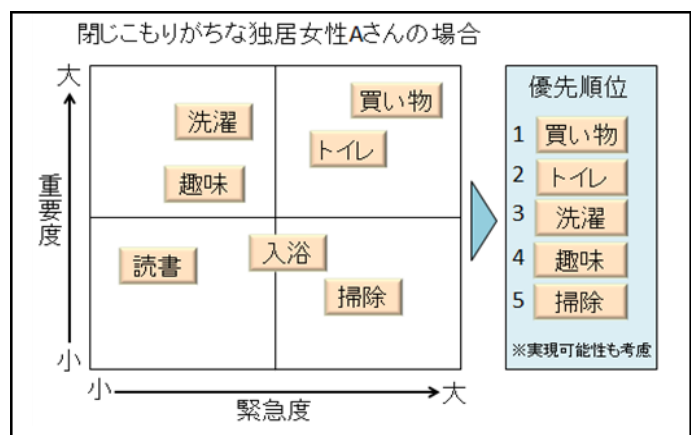 閉じこもりがちな独居女性Aさんの場合
大
重要度
小
洗濯
買い物
トイレ
趣味
読書
入浴
掃除
小
緊急度
大
優先順位
1 買い物
2 トイレ
3 洗濯
4 趣味
5 掃除
※実現可能性も考慮